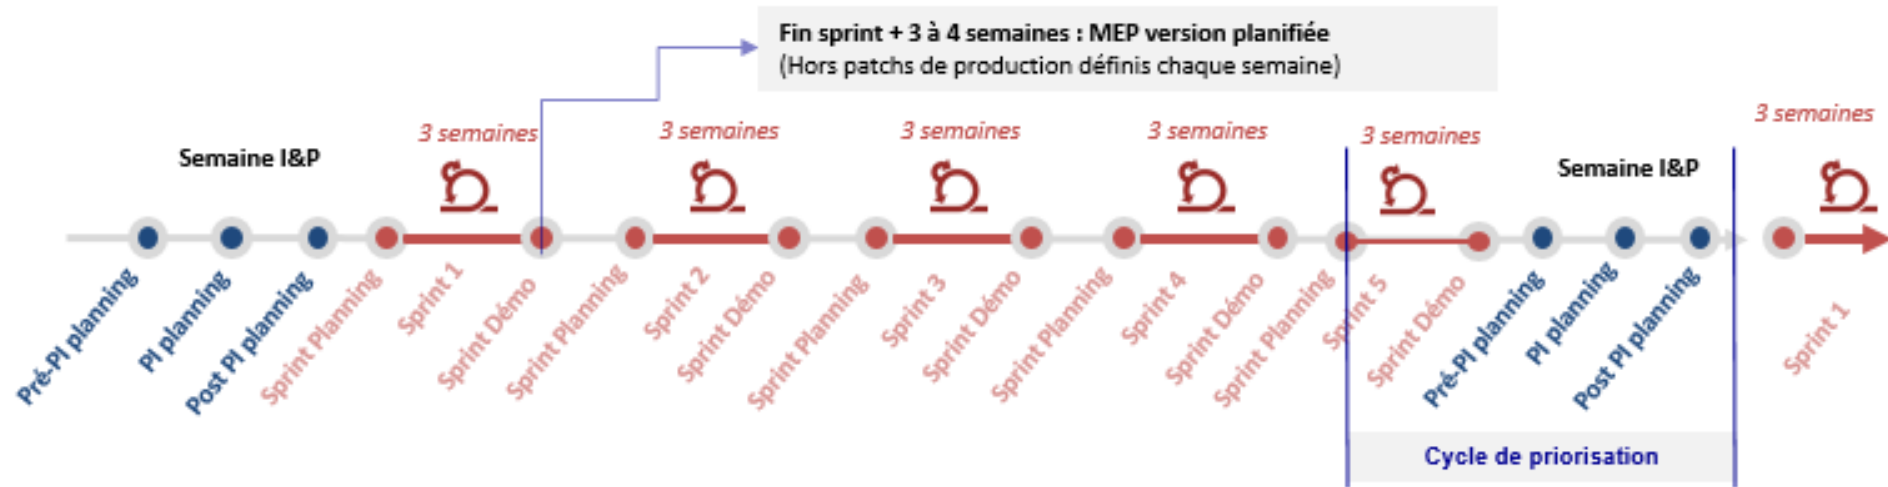 Fin sprint + 3 à 4 semaines : MEP version planifiée
(Hors patchs de production définis chaque semaine)
3 semaines
3 semaines
3 semaines
3 semaines
3 semaines
3 semaines
Semaine I&P
Semaine I&P
Pré-PI planning
PI planning
Post PI planning
Sprint Planning
Sprint 1
Sprint Démo
Sprint Planning
Sprint 2
Sprint Démo
Sprint Planning
Sprint 3
Sprint Démo
Sprint Planning
Sprint 4
Sprint Démo
Sprint Planning
Sprint 5
Sprint Démo
Pré-PI planning
PI planning
Post PI planning
Sprint 1
Cycle de priorisation